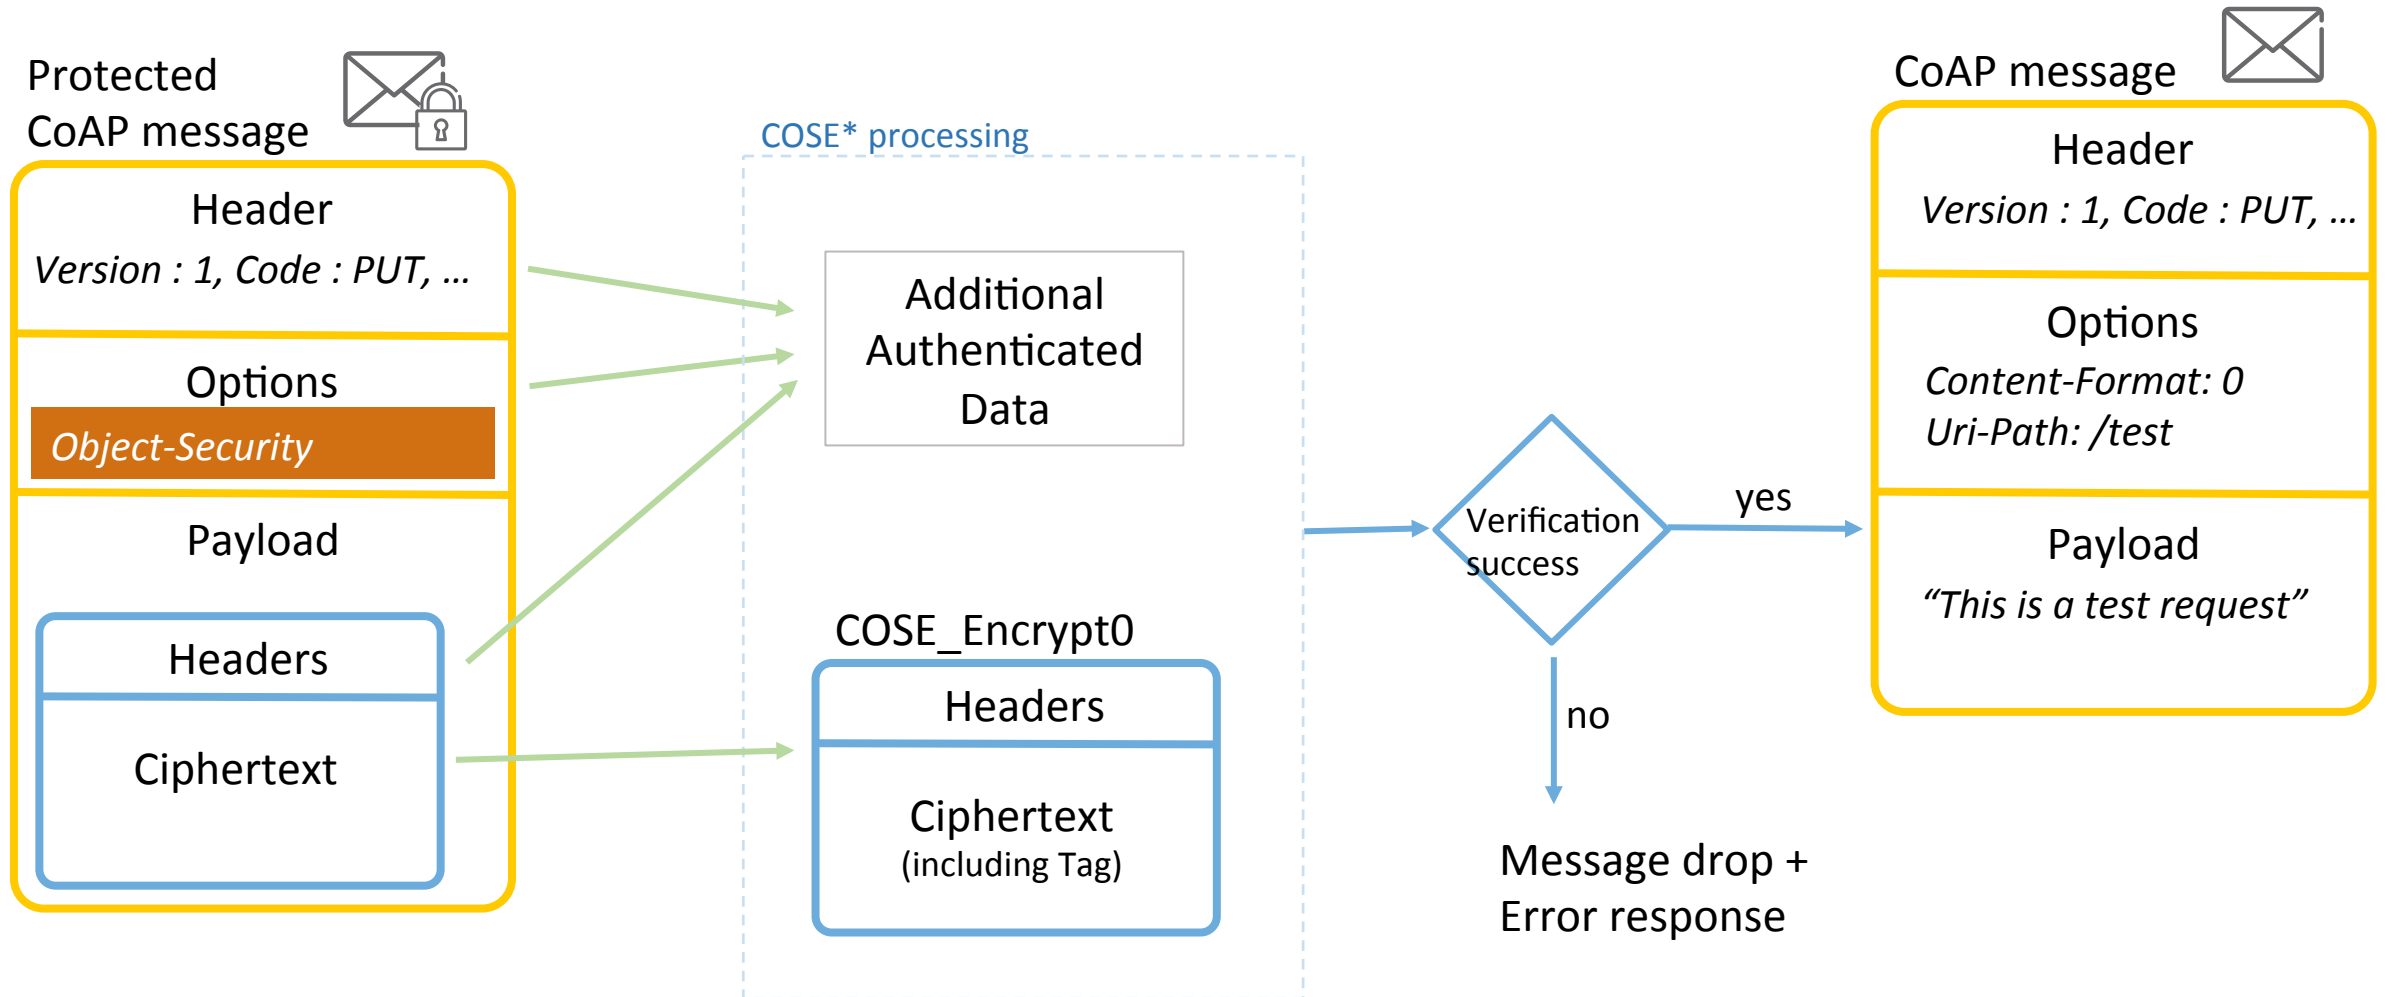 Protected
CoAP message
Header
Version : 1, Code : PUT, …
Options
Object-Security
Payload
Headers
Ciphertext
COSE* processing
Additional
Authenticated
Data
COSE_Encrypt0
Headers
Ciphertext
(including Tag)
Verification
success
yes
no
Message drop +
Error response
CoAP message
Header
Version : 1, Code : PUT, …
Options
Content-Format: 0
Uri-Path: /test
Payload
“This is a test request”